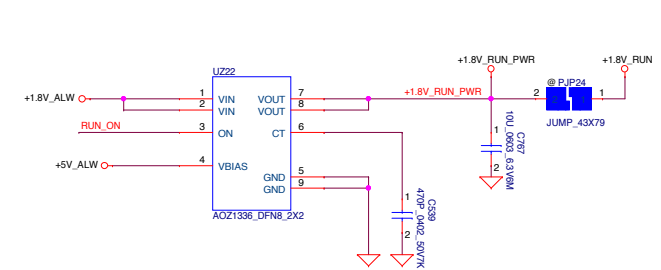 +1.8V_RUN_PWR
+1.8V_RUN
UZ22
@ PJP24
+1.8V_ALW
1
VIN
VOUT
7
+1.8V_RUN_PWR
2
1
2
VIN
VOUT
8
JUMP_43X79
RUN_ON
3
ON
CT
6
1
C767
10U_0603_6.3V6M
2
+5V_ALW
4
VBIAS
GND
5
GND
9
AOZ1336_DFN8_2X2
1
C539
470P_0402_50V7K
2